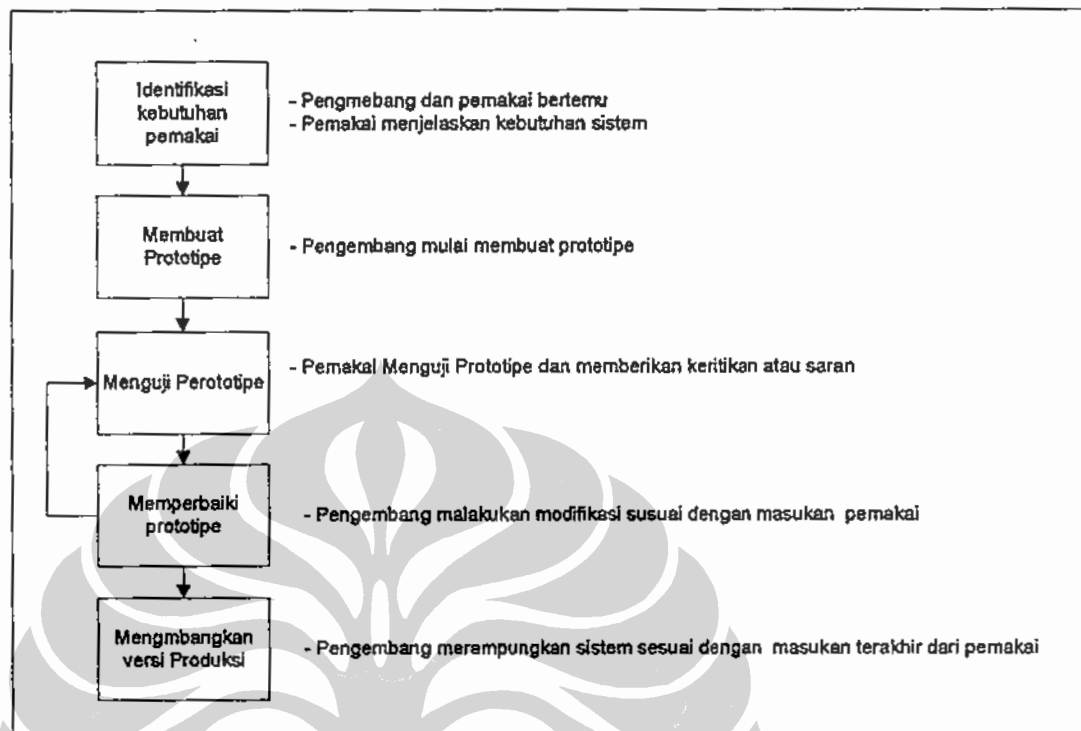 Identifikasi
kebutuhan
pemakai
- Pengmebang dan pemakai bertemu
- Pemakai menjelaskan kebutuhan sistem
Membuat
Prototipe
- Pengembang mulai membuat prototipe
Menguji Perototipe
- Pemakai Menguji Prototipe dan memberikan keritikan atau saran
Memperbaiki
prototipe
- Pengembang malakukan modifikasi susuai dengan masukan pemakai
Mengmbangkan
versi Produksi
- Pengembang merampungkan sistem sesuai dengan masukan terakhir dari pemakai